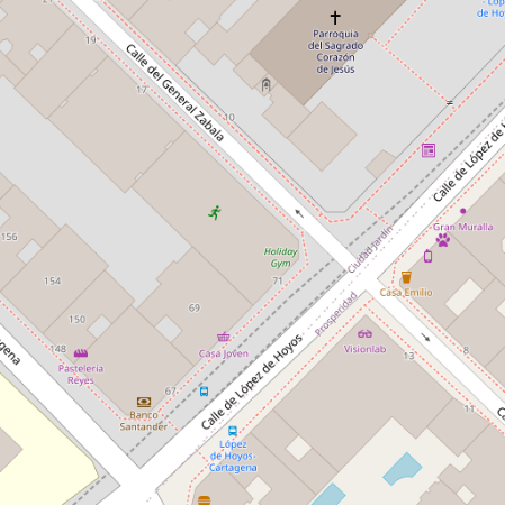 Parroquia
del Sagrado
Corazón
de Jesús
19
Calle del General Zabala
17
10
Calle de López de
Gran Muralla
Ciudad Jardín
156
Holiday
Gym
71
154
Casa Emilio
Prosperidad
69
150
Calle de López de Hoyos
148
Casa Joven
Visionlab
13
8
Pastelería
Reyes
67
11
Banco
Santander
López
de Hoyos-
Cartagena